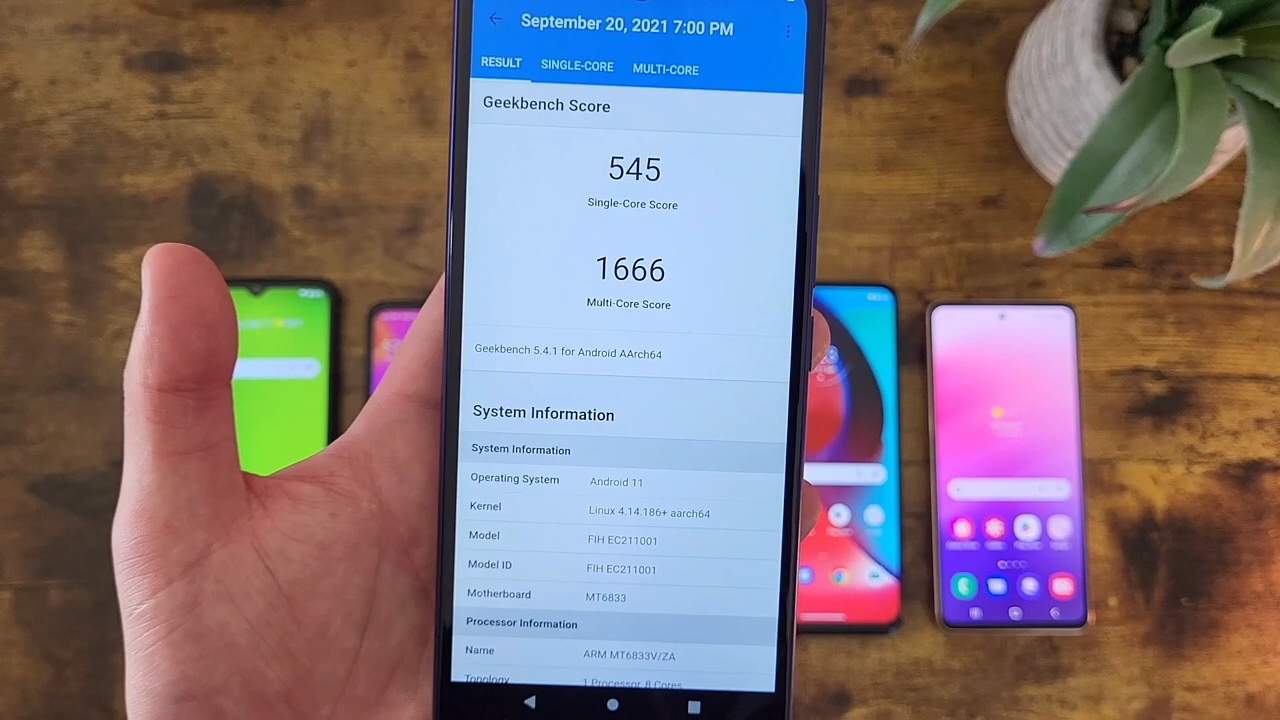 September 20, 2021 7:00 PM
RESULT SINGLE-CORE MULTI-CORE
Geekbench Score
545
Single-Core Score
1666
Multi-Core Score
Geekbench 5.4.1 for Android AArch64
System Information
System Information
Operating System Android 11
Kernel Linux 4.14.186+ aarch64
Model FIH EC211001
Model ID FIH EC211001
Motherboard MT6833
Processor Information
Name ARM MT6833V/ZA
Topology 1 Processor, 8 Cores